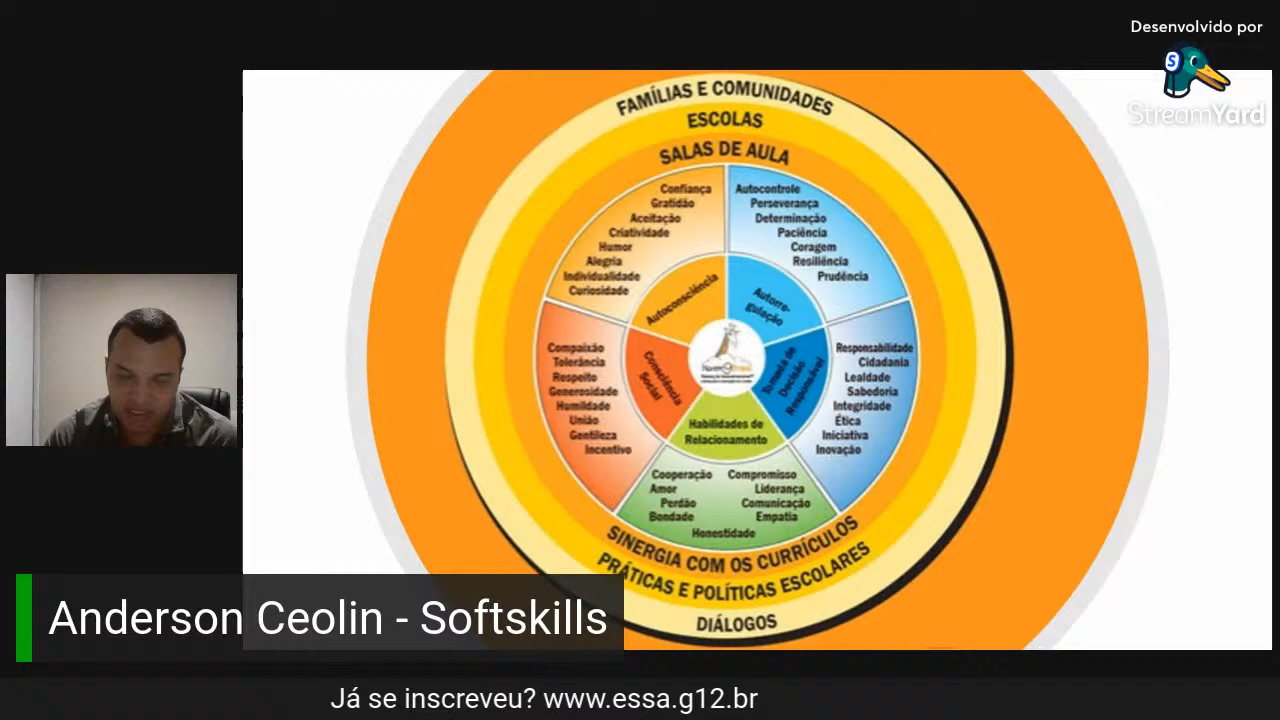 Desenvolvido por
StreamYard
FAMÍLIAS E COMUNIDADES
ESCOLAS
SALAS DE AULA
Confiança
Gratidão
Aceitação
Criatividade
Humor
Alegria
Individualidade
Curiosidade
Autocontrole
Perseverança
Determinação
Paciência
Coragem
Resiliência
Prudência
Autoconsciência
Autorre-
gulação
Compaixão
Tolerância
Respeito
Generosidade
Humildade
União
Gentileza
Incentivo
Consciência
Social
Tomada de
Decisão
Responsável
Responsabilidade
Cidadania
Lealdade
Sabedoria
Integridade
Ética
Iniciativa
Inovação
Habilidades de
Relacionamento
Cooperação
Amor
Perdão
Bondade
Compromisso
Liderança
Comunicação
Empatia
Honestidade
SINERGIA COM OS CURRÍCULOS
PRÁTICAS E POLÍTICAS ESCOLARES
DIÁLOGOS
Anderson Ceolin - Softskills
Já se inscreveu? www.essa.g12.br